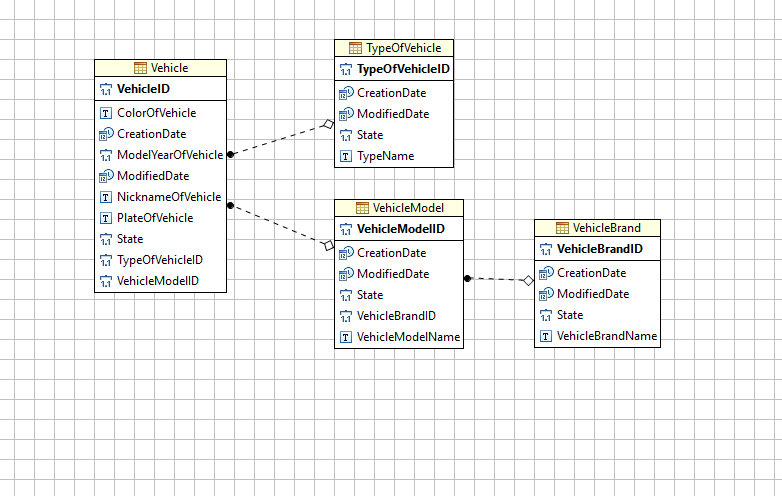 Vehicle
VehicleID
ColorOfVehicle
CreationDate
ModelYearOfVehicle
ModifiedDate
NicknameOfVehicle
PlateOfVehicle
State
TypeOfVehicleID
VehicleModelID
TypeOfVehicle
TypeOfVehicleID
CreationDate
ModifiedDate
State
TypeName
VehicleModel
VehicleModelID
CreationDate
ModifiedDate
State
VehicleBrandID
VehicleModelName
VehicleBrand
VehicleBrandID
CreationDate
ModifiedDate
State
VehicleBrandName